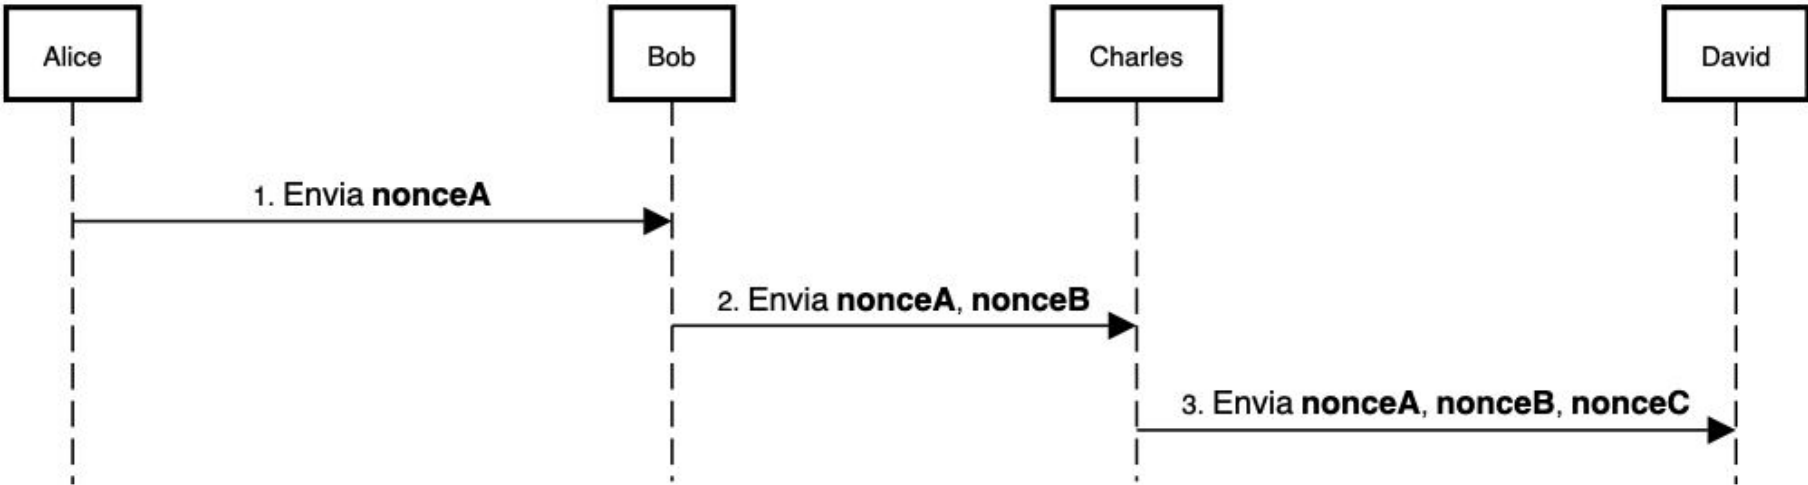 Alice
Bob
Charles
David
1. Envia nonceA
2. Envia nonceA, nonceB
3. Envia nonceA, nonceB, nonceC